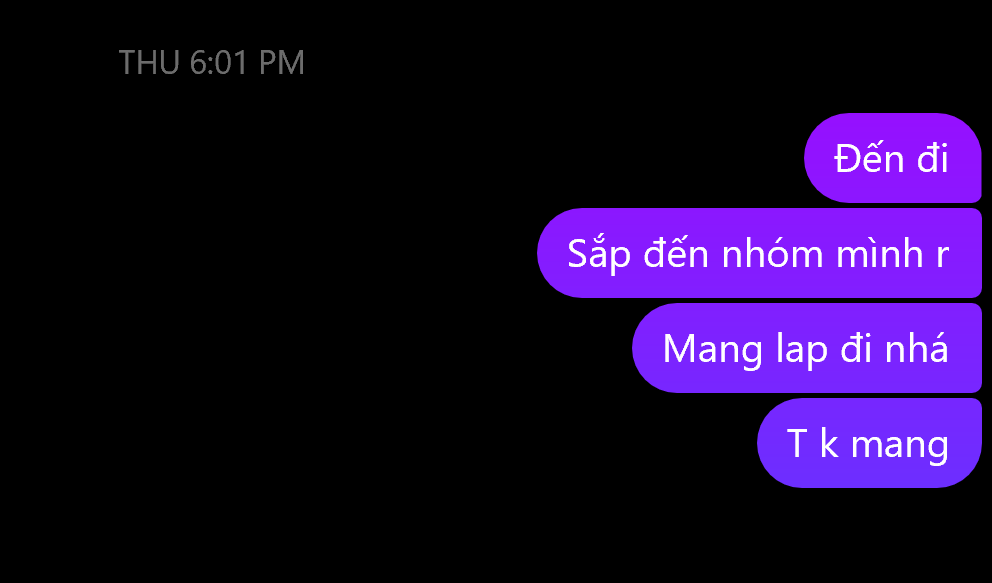 THU 6:01 PM
Đến đi
Sắp đến nhóm mình r
Mang lap đi nhá
T k mang